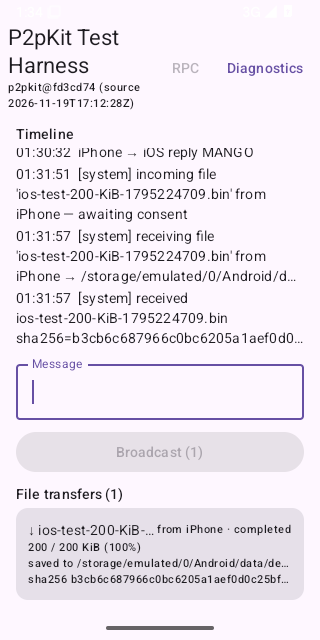 P2pKit Test
Harness
RPC
Diagnostics
p2pkit@fd3cd74 (source
2026-11-19T17:12:28Z)
Timeline
01:30:32 iPhone → iOS reply MANGO
01:31:51 [system] incoming file
'ios-test-200-KiB-1795224709.bin' from
iPhone — awaiting consent
01:31:57 [system] receiving file
'ios-test-200-KiB-1795224709.bin' from
iPhone → /storage/emulated/0/Android/d…
01:31:57 [system] received
ios-test-200-KiB-1795224709.bin
sha256=b3cb6c687966c0bc6205a1aef0d0…
Message
Broadcast (1)
File transfers (1)
↓ ios-test-200-KiB-… from iPhone · completed
200 / 200 KiB (100%)
saved to /storage/emulated/0/Android/data/de…
sha256 b3cb6c687966c0bc6205a1aef0d0c25bf…